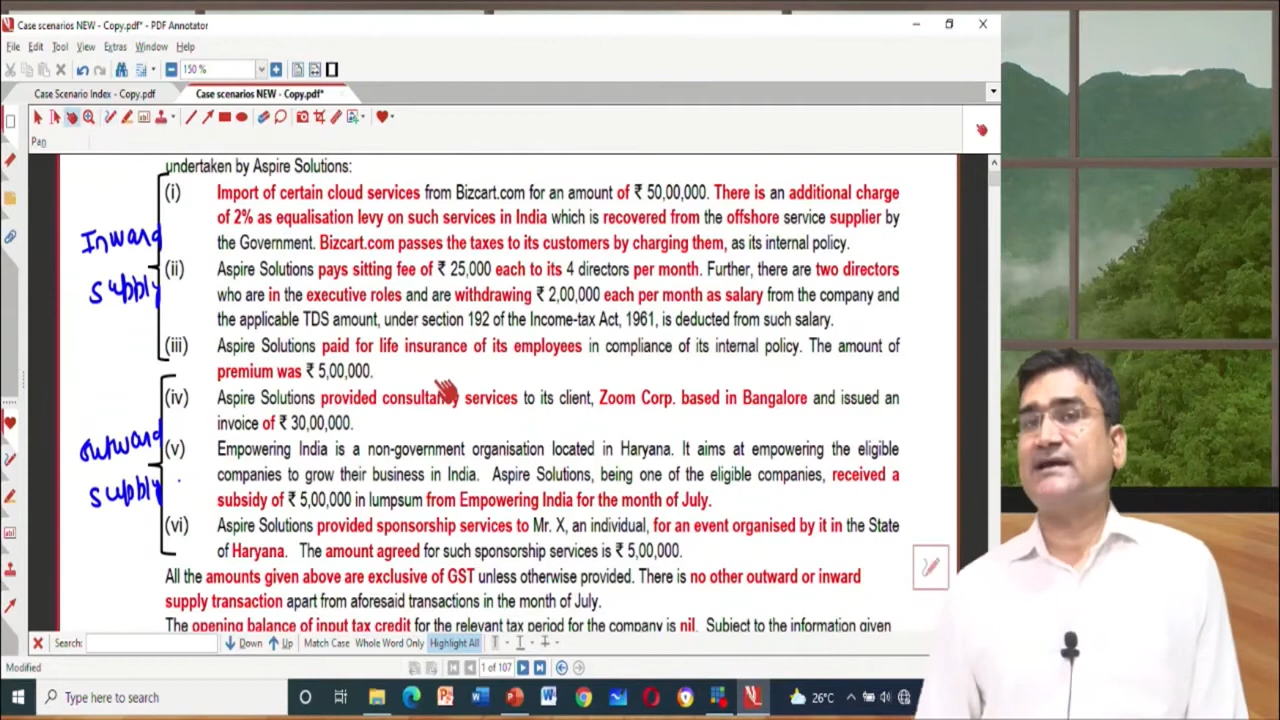 Case scenarios NEW - Copy.pdf* - PDF Annotator
File Edit Tool View Extras Window Help
150 %
Case Scenario Index - Copy.pdf Case scenarios NEW - Copy.pdf*
Pan
undertaken by Aspire Solutions:
(i) Import of certain cloud services from Bizcart.com for an amount of ₹ 50,00,000. There is an additional charge
of 2% as equalisation levy on such services in India which is recovered from the offshore service supplier by
the Government. Bizcart.com passes the taxes to its customers by charging them, as its internal policy.
(ii) Aspire Solutions pays sitting fee of ₹ 25,000 each to its 4 directors per month. Further, there are two directors
who are in the executive roles and are withdrawing ₹ 2,00,000 each per month as salary from the company and
the applicable TDS amount, under section 192 of the Income-tax Act, 1961, is deducted from such salary.
(iii) Aspire Solutions paid for life insurance of its employees in compliance of its internal policy. The amount of
premium was ₹ 5,00,000.
Inward
supply
(iv) Aspire Solutions provided consultancy services to its client, Zoom Corp. based in Bangalore and issued an
invoice of ₹ 30,00,000.
(v) Empowering India is a non-government organisation located in Haryana. It aims at empowering the eligible
companies to grow their business in India. Aspire Solutions, being one of the eligible companies, received a
subsidy of ₹ 5,00,000 in lumpsum from Empowering India for the month of July.
(vi) Aspire Solutions provided sponsorship services to Mr. X, an individual, for an event organised by it in the State
of Haryana. The amount agreed for such sponsorship services is ₹ 5,00,000.
outward
supply
All the amounts given above are exclusive of GST unless otherwise provided. There is no other outward or inward
supply transaction apart from aforesaid transactions in the month of July.
The opening balance of input tax credit for the relevant tax period for the company is nil. Subject to the information given
Search: Down Up Match Case Whole Word Only Highlight All
Modified 1 of 107
Type here to search 26°C